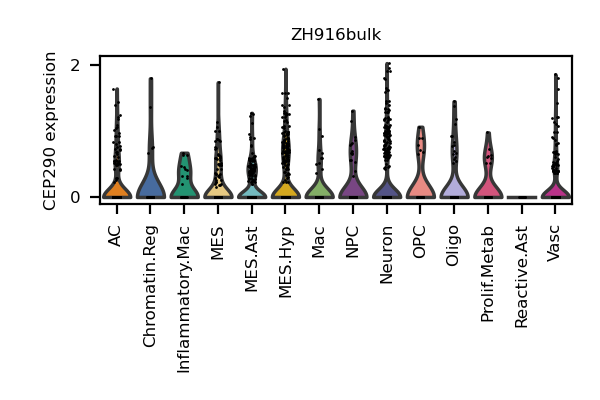 ZH916bulk
CEP290 expression
2
0
AC
Chromatin.Reg
Inflammatory.Mac
MES
MES.Ast
MES.Hyp
Mac
NPC
Neuron
OPC
Oligo
Prolif.Metab
Reactive.Ast
Vasc